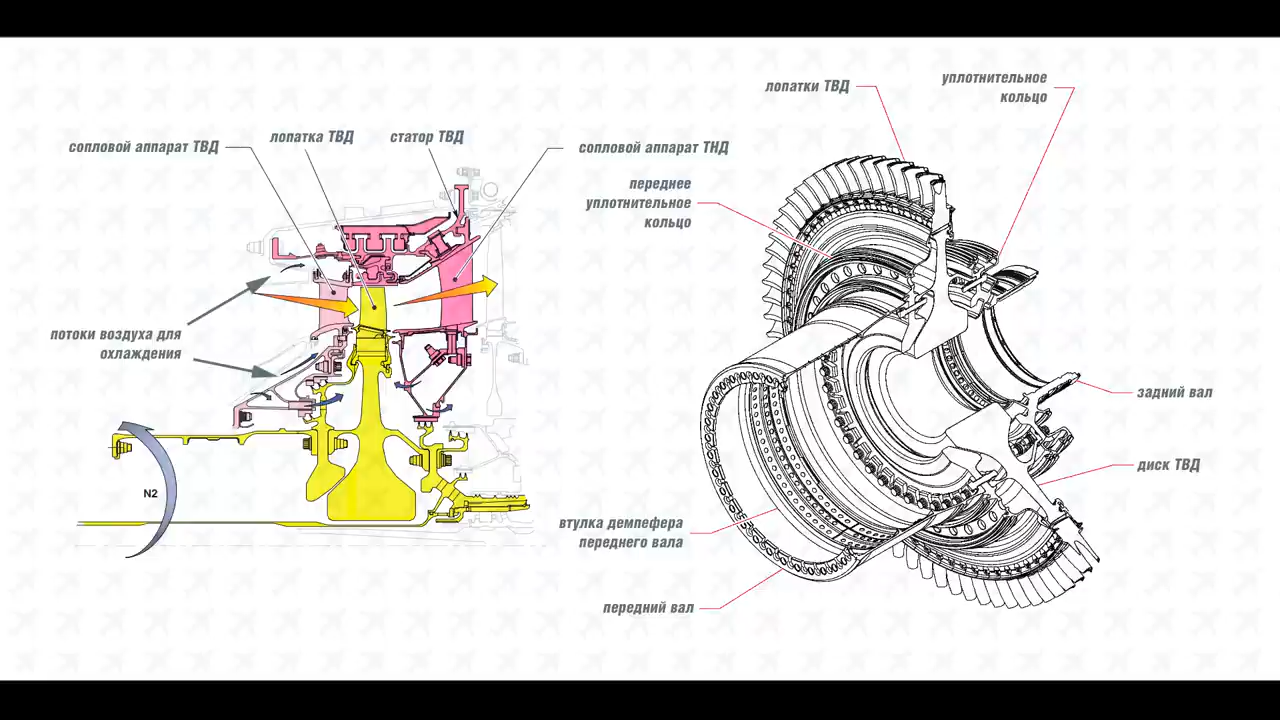 сопловой аппарат ТВД
лопатка ТВД
статор ТВД
сопловой аппарат ТНД
потоки воздуха для
охлаждения
N2
лопатки ТВД
уплотнительное
кольцо
переднее
уплотнительное
кольцо
задний вал
диск ТВД
втулка демпефера
переднего вала
передний вал